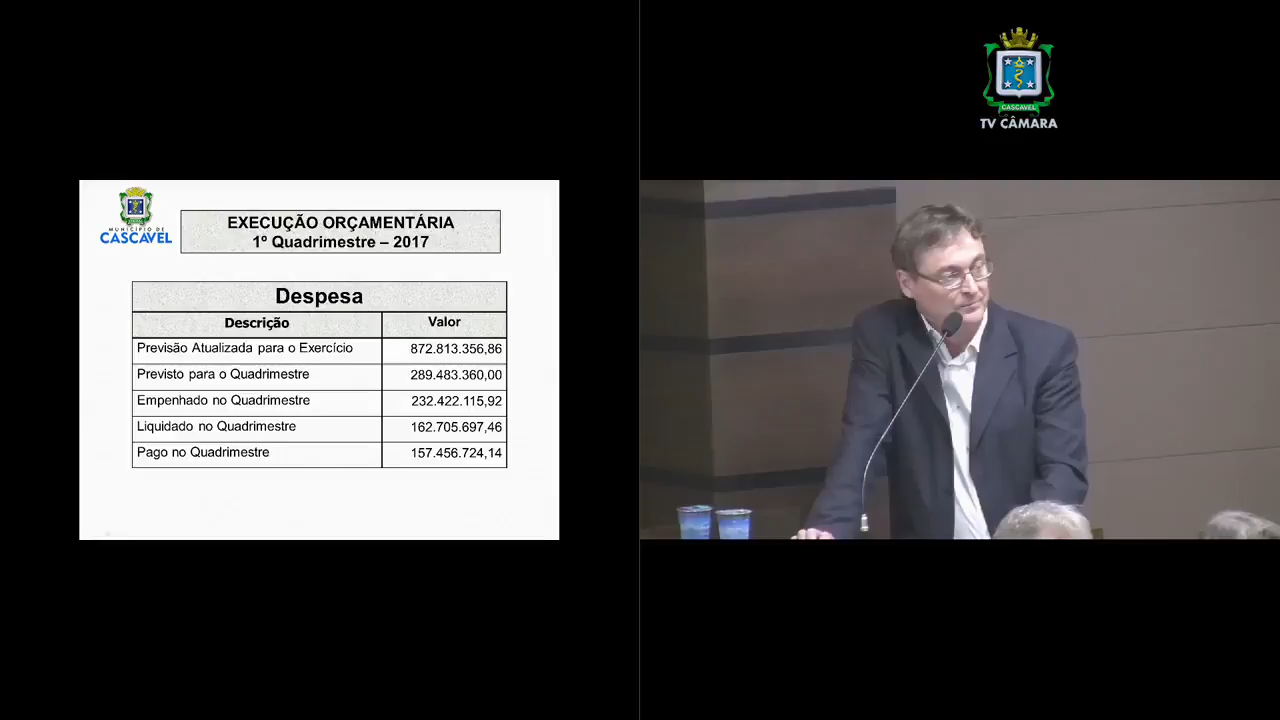 MUNICÍPIO DE
CASCAVEL
EXECUÇÃO ORÇAMENTÁRIA
1º Quadrimestre – 2017
Despesa
Descrição Valor
Previsão Atualizada para o Exercício 872.813.356,86
Previsto para o Quadrimestre 289.483.360,00
Empenhado no Quadrimestre 232.422.115,92
Liquidado no Quadrimestre 162.705.697,46
Pago no Quadrimestre 157.456.724,14
CASCAVEL
TV CÂMARA